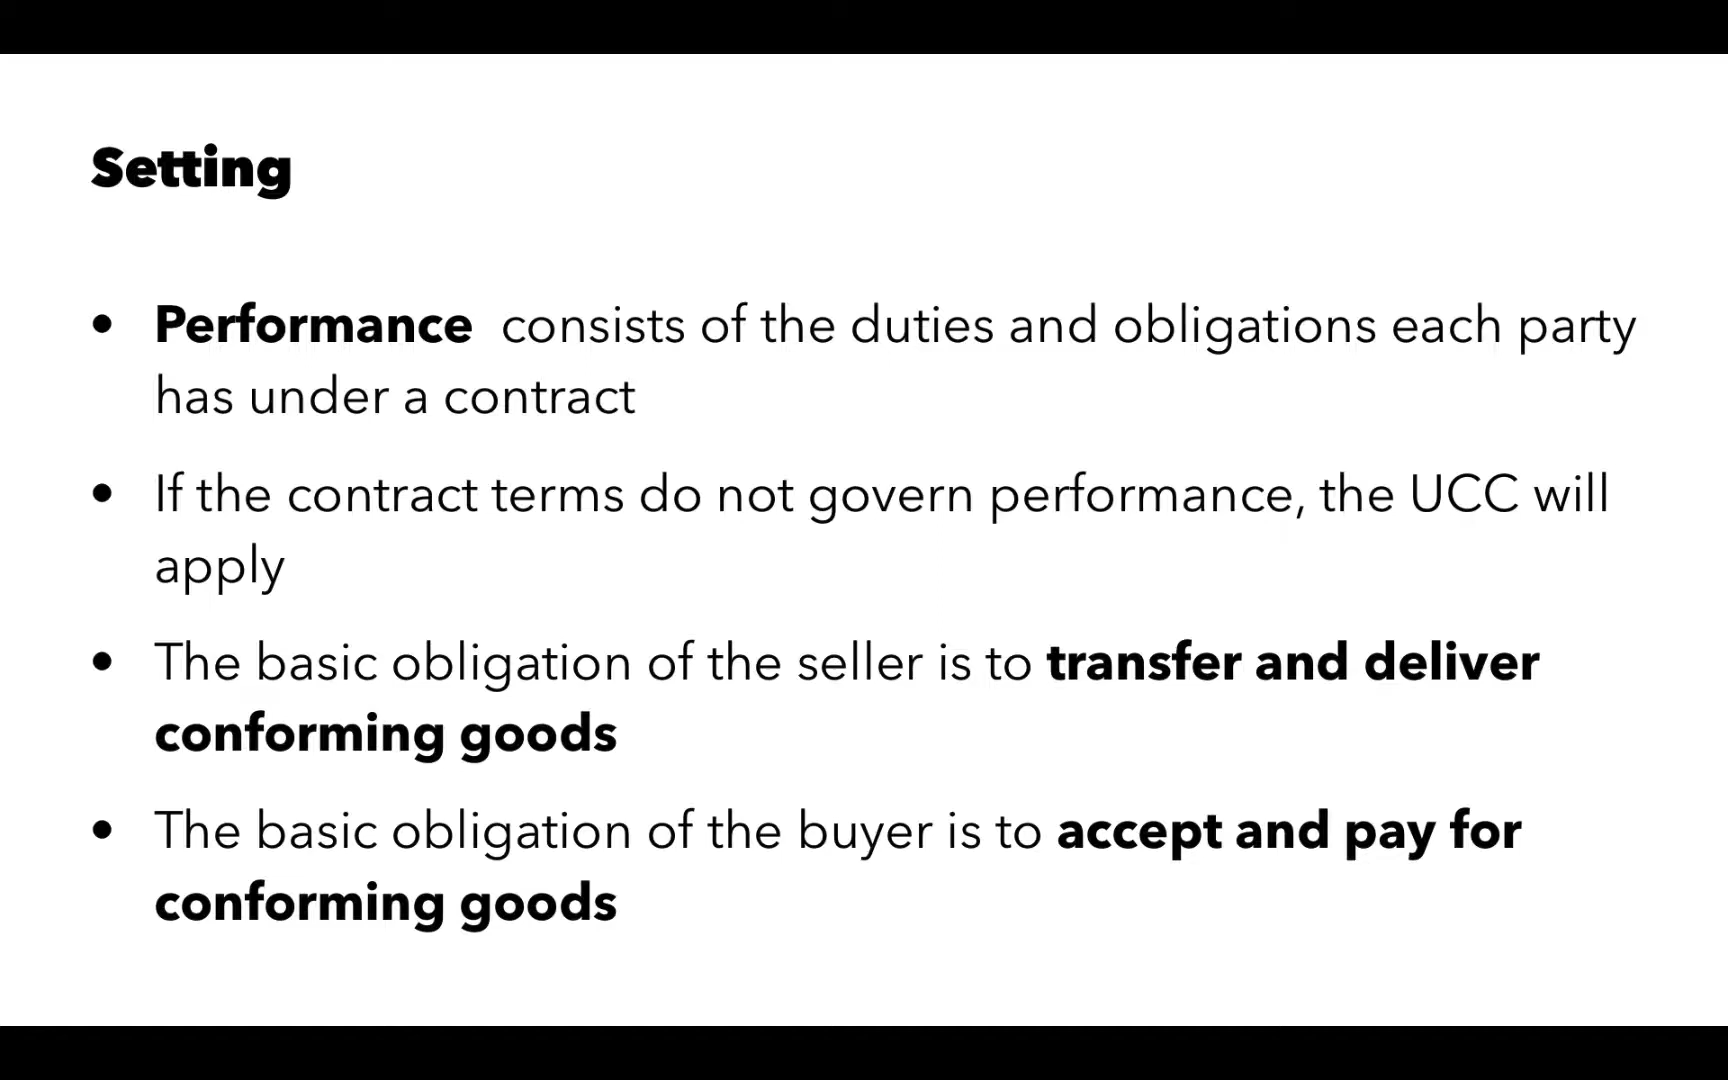 Setting
• Performance consists of the duties and obligations each party
has under a contract
• If the contract terms do not govern performance, the UCC will
apply
• The basic obligation of the seller is to transfer and deliver
conforming goods
• The basic obligation of the buyer is to accept and pay for
conforming goods